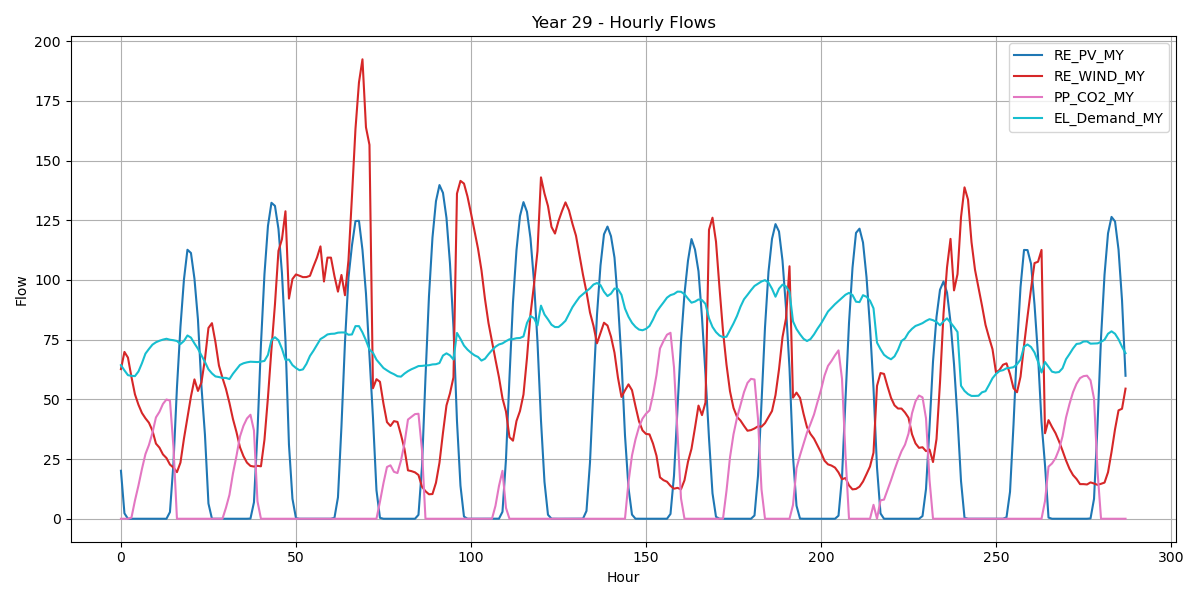 Year 29 - Hourly Flows
RE_PV_MY
RE_WIND_MY
PP_CO2_MY
EL_Demand_MY
Flow
200
175
150
125
100
75
50
25
0
0 50 100 150 200 250 300
Hour